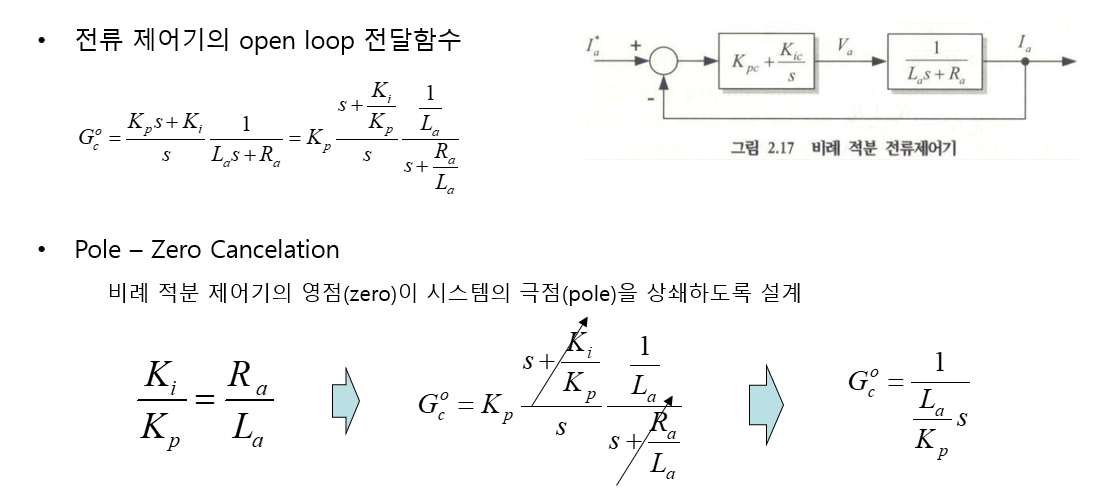 • 전류 제어기의 open loop 전달함수
G_c^o = \frac{K_p s + K_i}{s} \frac{1}{L_a s + R_a} = K_p \frac{s + \frac{K_i}{K_p}}{s} \frac{\frac{1}{L_a}}{s + \frac{R_a}{L_a}}
I_a^* + - K_{pc} + \frac{K_{ic}}{s} V_a \frac{1}{L_a s + R_a} I_a
그림 2.17 비례 적분 전류제어기
• Pole – Zero Cancelation
비례 적분 제어기의 영점(zero)이 시스템의 극점(pole)을 상쇄하도록 설계
\frac{K_i}{K_p} = \frac{R_a}{L_a}
G_c^o = K_p \frac{s + \frac{K_i}{K_p}}{s} \frac{\frac{1}{L_a}}{s + \frac{R_a}{L_a}}
G_c^o = \frac{1}{\frac{L_a}{K_p} s}